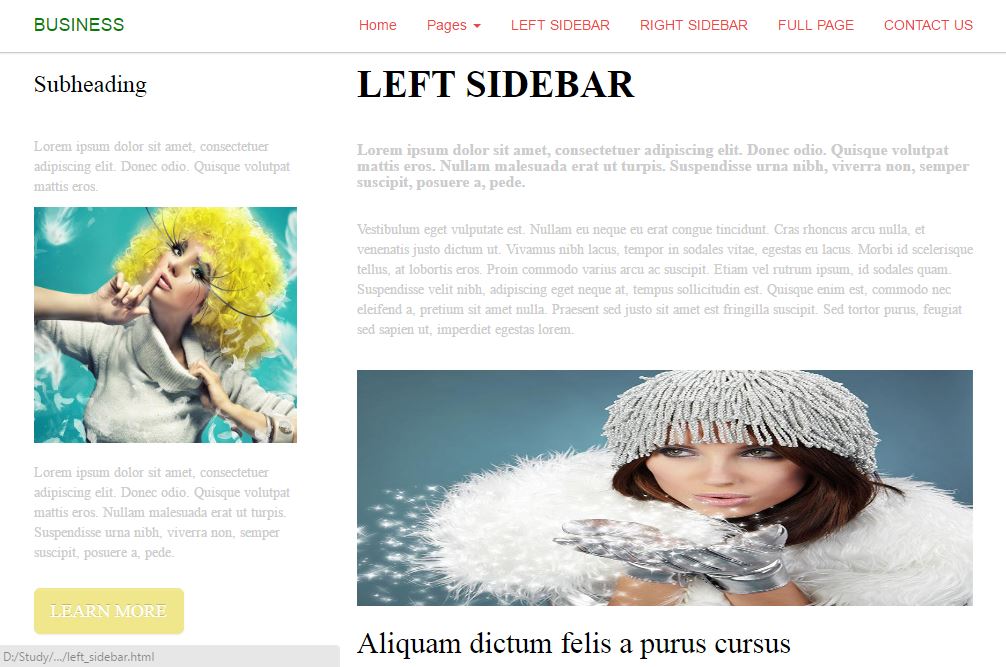 BUSINESS
Home Pages LEFT SIDEBAR RIGHT SIDEBAR FULL PAGE CONTACT US
Subheading
Lorem ipsum dolor sit amet, consectetuer
adipiscing elit. Donec odio. Quisque volutpat
mattis eros.
Lorem ipsum dolor sit amet, consectetuer
adipiscing elit. Donec odio. Quisque volutpat
mattis eros. Nullam malesuada erat ut turpis.
Suspendisse urna nibh, viverra non, semper
suscipit, posuere a, pede.
LEARN MORE
LEFT SIDEBAR
Lorem ipsum dolor sit amet, consectetuer adipiscing elit. Donec odio. Quisque volutpat
mattis eros. Nullam malesuada erat ut turpis. Suspendisse urna nibh, viverra non, semper
suscipit, posuere a, pede.
Vestibulum eget vulputate est. Nullam eu neque eu erat congue tincidunt. Cras rhoncus arcu nulla, et
venenatis justo dictum ut. Vivamus nibh lacus, tempor in sodales vitae, egestas eu lacus. Morbi id scelerisque
tellus, at lobortis eros. Proin commodo varius arcu ac suscipit. Etiam vel rutrum ipsum, id sodales quam.
Suspendisse velit nibh, adipiscing eget neque at, tempus sollicitudin est. Quisque enim est, commodo nec
eleifend a, pretium sit amet nulla. Praesent sed justo sit amet est fringilla suscipit. Sed tortor purus, feugiat
sed sapien ut, imperdiet egestas lorem.
Aliquam dictum felis a purus cursus
D:/Study/.../left_sidebar.html